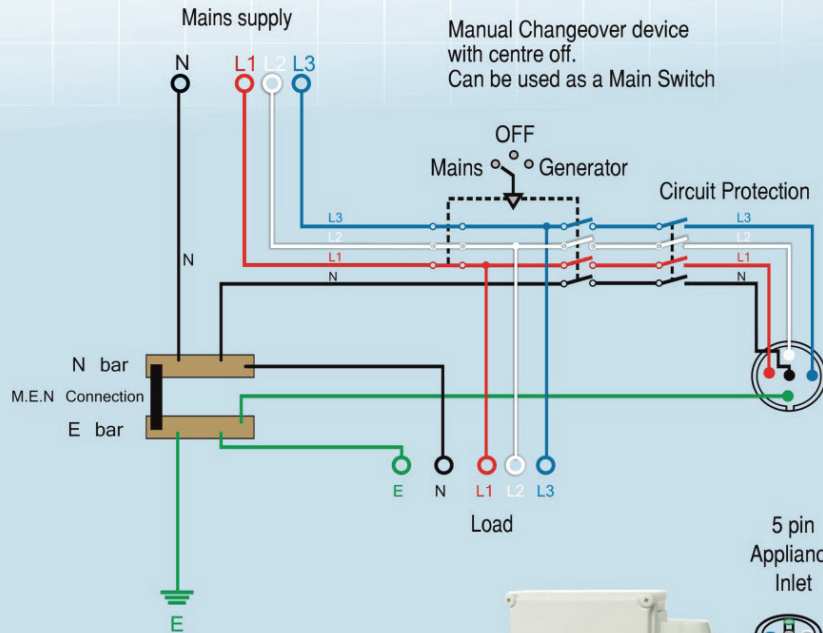 Mains supply
Manual Changeover device
with centre off.
Can be used as a Main Switch
N L1 L2 L3
OFF
Mains Generator
Circuit Protection
L3 L3
L2 L2
N L1 L1
N N
N bar
M.E.N Connection
E bar
E N L1 L2 L3
Load
5 pin
Applianc
Inlet
E